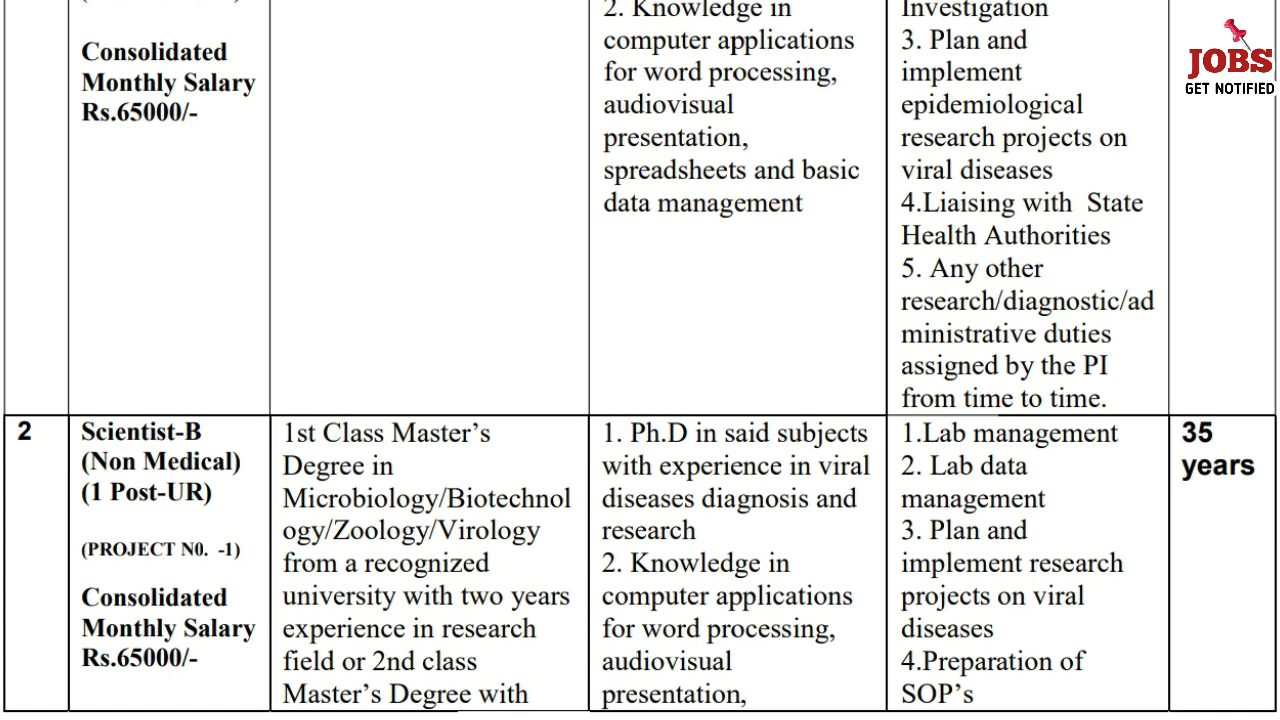 Consolidated
Monthly Salary
Rs.65000/-
2. Knowledge in
computer applications
for word processing,
audiovisual
presentation,
spreadsheets and basic
data management
Investigation
3. Plan and
implement
epidemiological
research projects on
viral diseases
4.Liaising with State
Health Authorities
5. Any other
research/diagnostic/ad
ministrative duties
assigned by the PI
from time to time.
JOBS
GET NOTIFIED
2
Scientist-B
(Non Medical)
(1 Post-UR)
(PROJECT N0. -1)
Consolidated
Monthly Salary
Rs.65000/-
1st Class Master’s
Degree in
Microbiology/Biotechnol
ogy/Zoology/Virology
from a recognized
university with two years
experience in research
field or 2nd class
Master’s Degree with
1. Ph.D in said subjects
with experience in viral
diseases diagnosis and
research
2. Knowledge in
computer applications
for word processing,
audiovisual
presentation,
1.Lab management
2. Lab data
management
3. Plan and
implement research
projects on viral
diseases
4.Preparation of
SOP’s
35
years